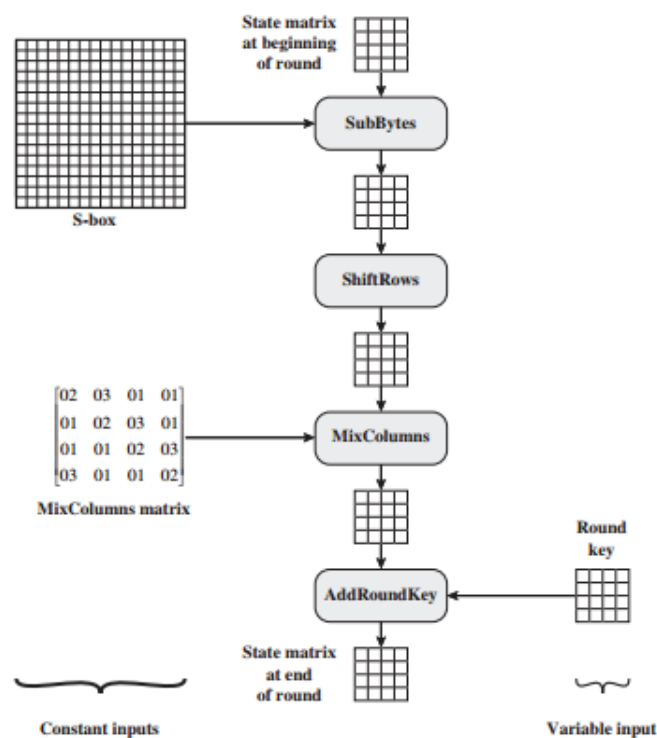 State matrix
at beginning
of round
SubBytes
S-box
ShiftRows
02 03 01 01
01 02 03 01
01 01 02 03
03 01 01 02
MixColumns
MixColumns matrix
Round
key
AddRoundKey
State matrix
at end
of round
Constant inputs
Variable input